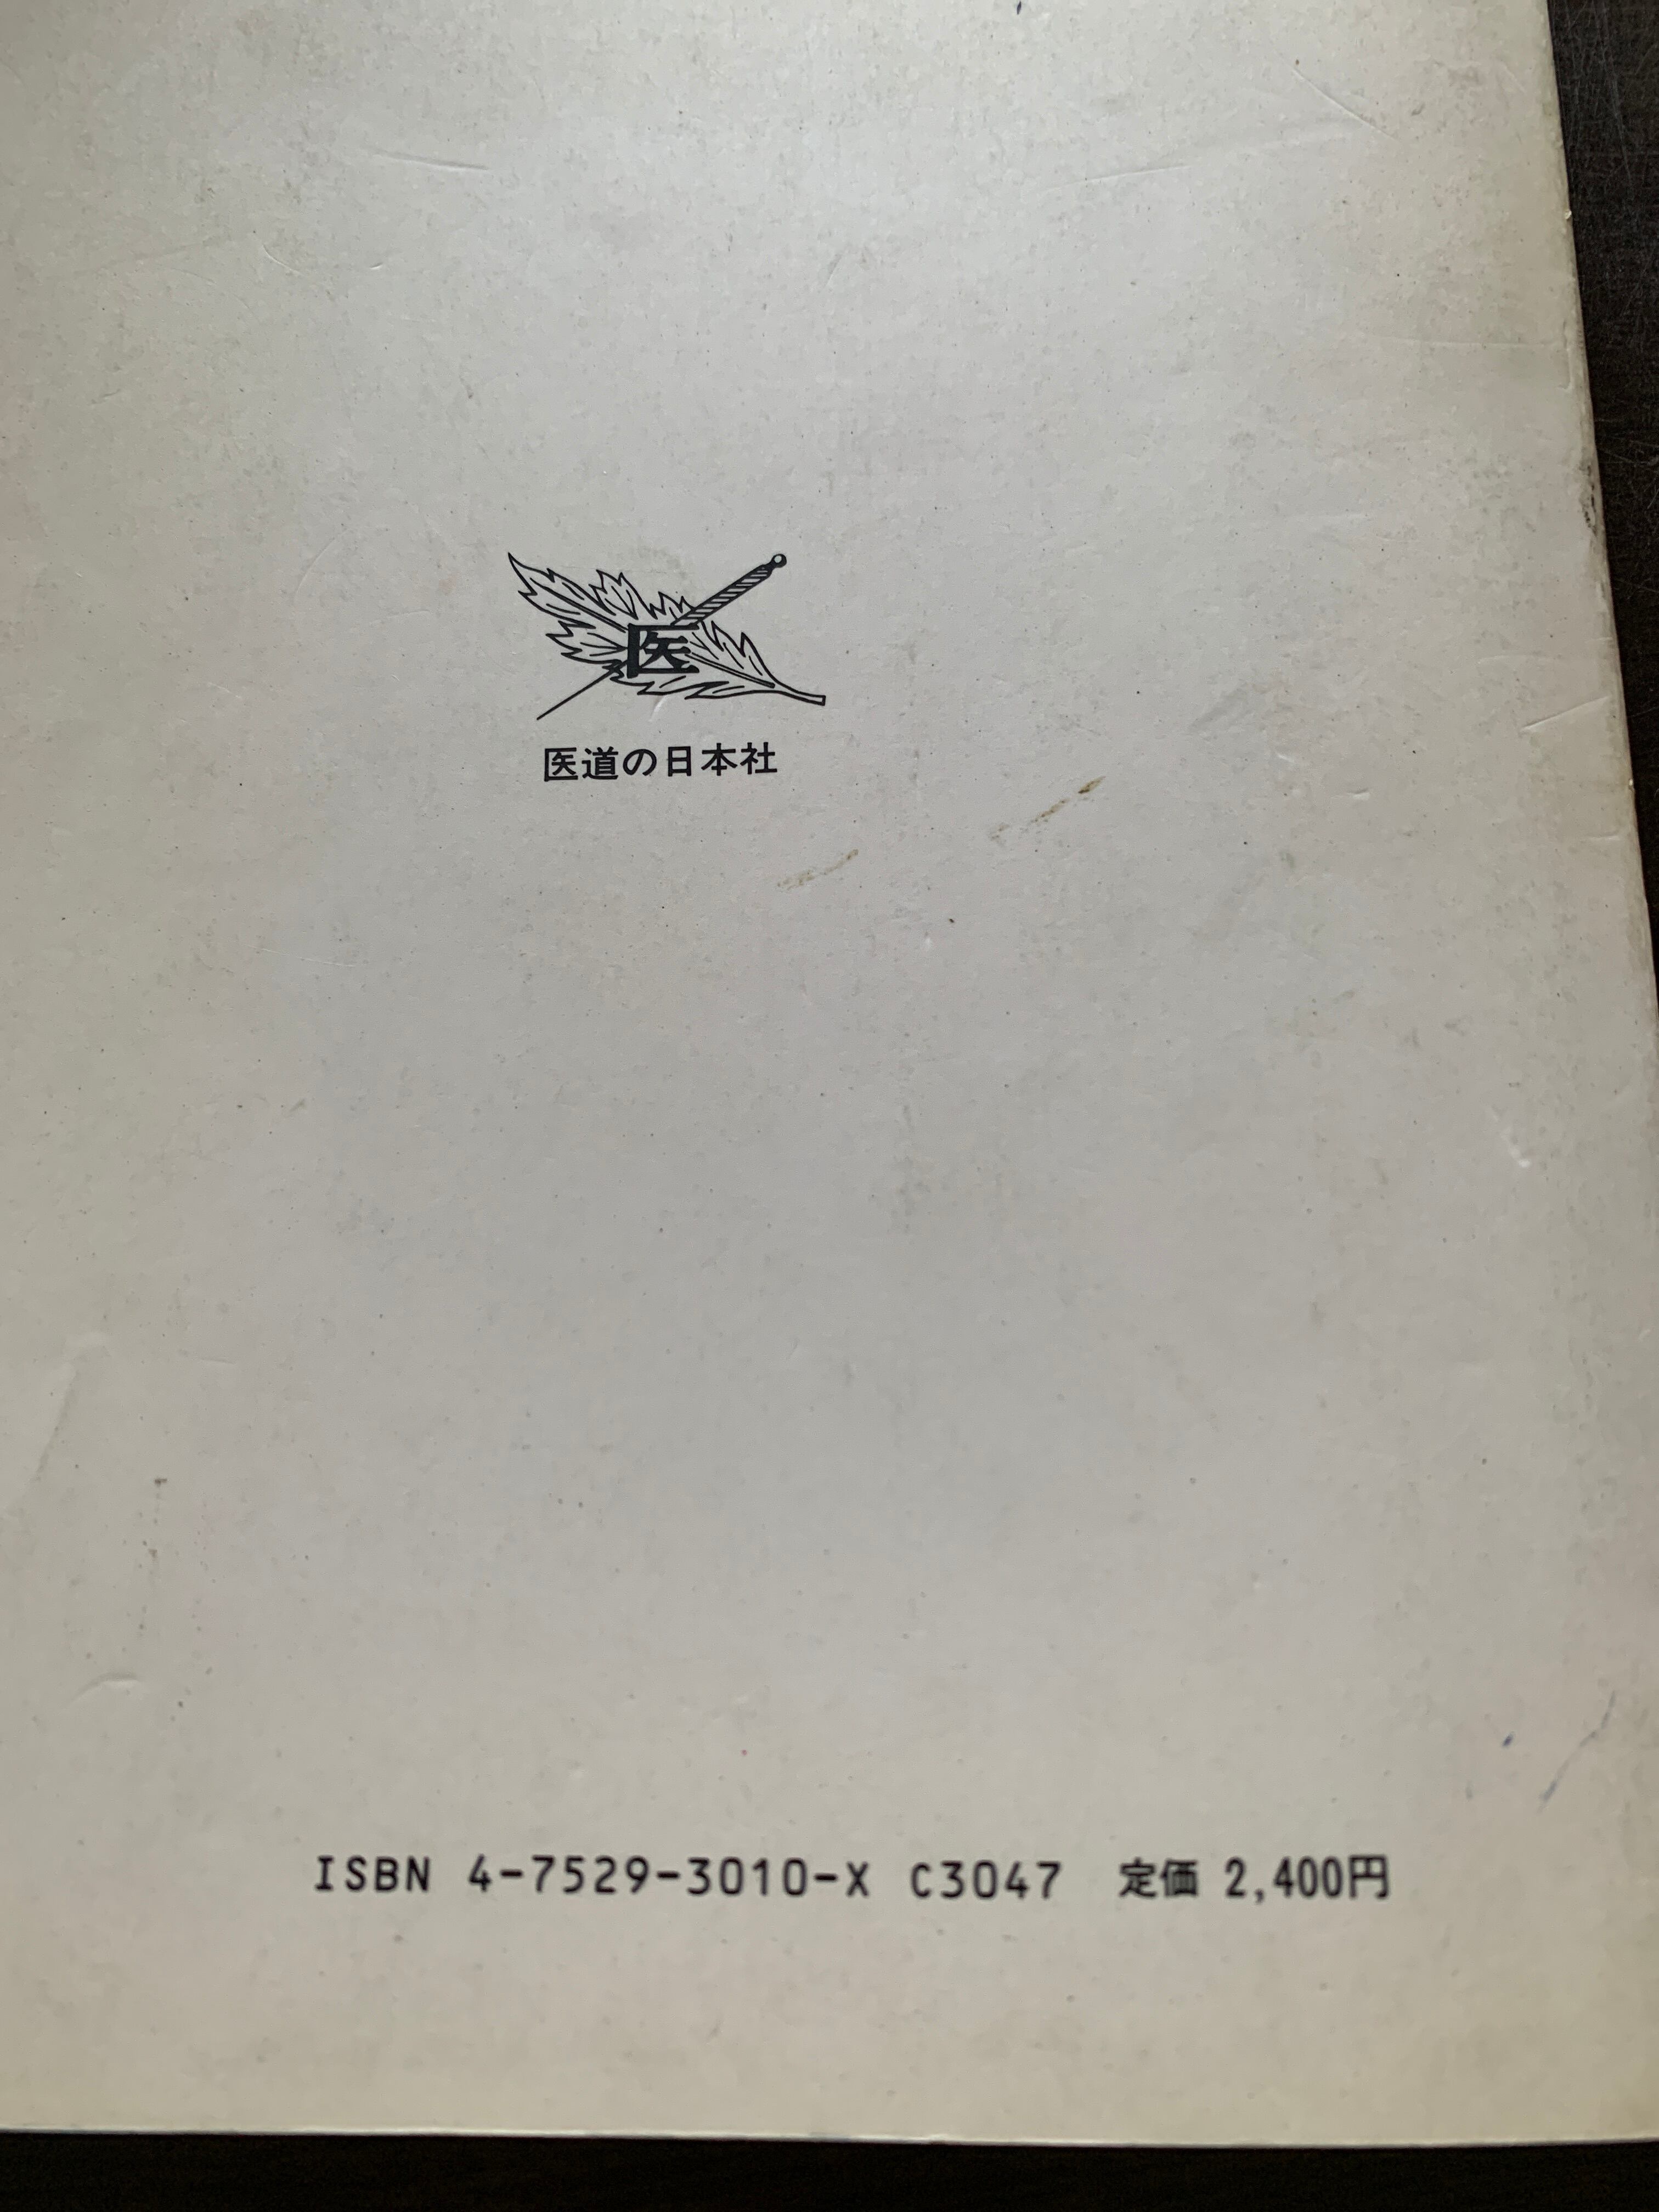 医
医道の日本社
ISBN 4-7529-3010-X C3047 定価 2,400円